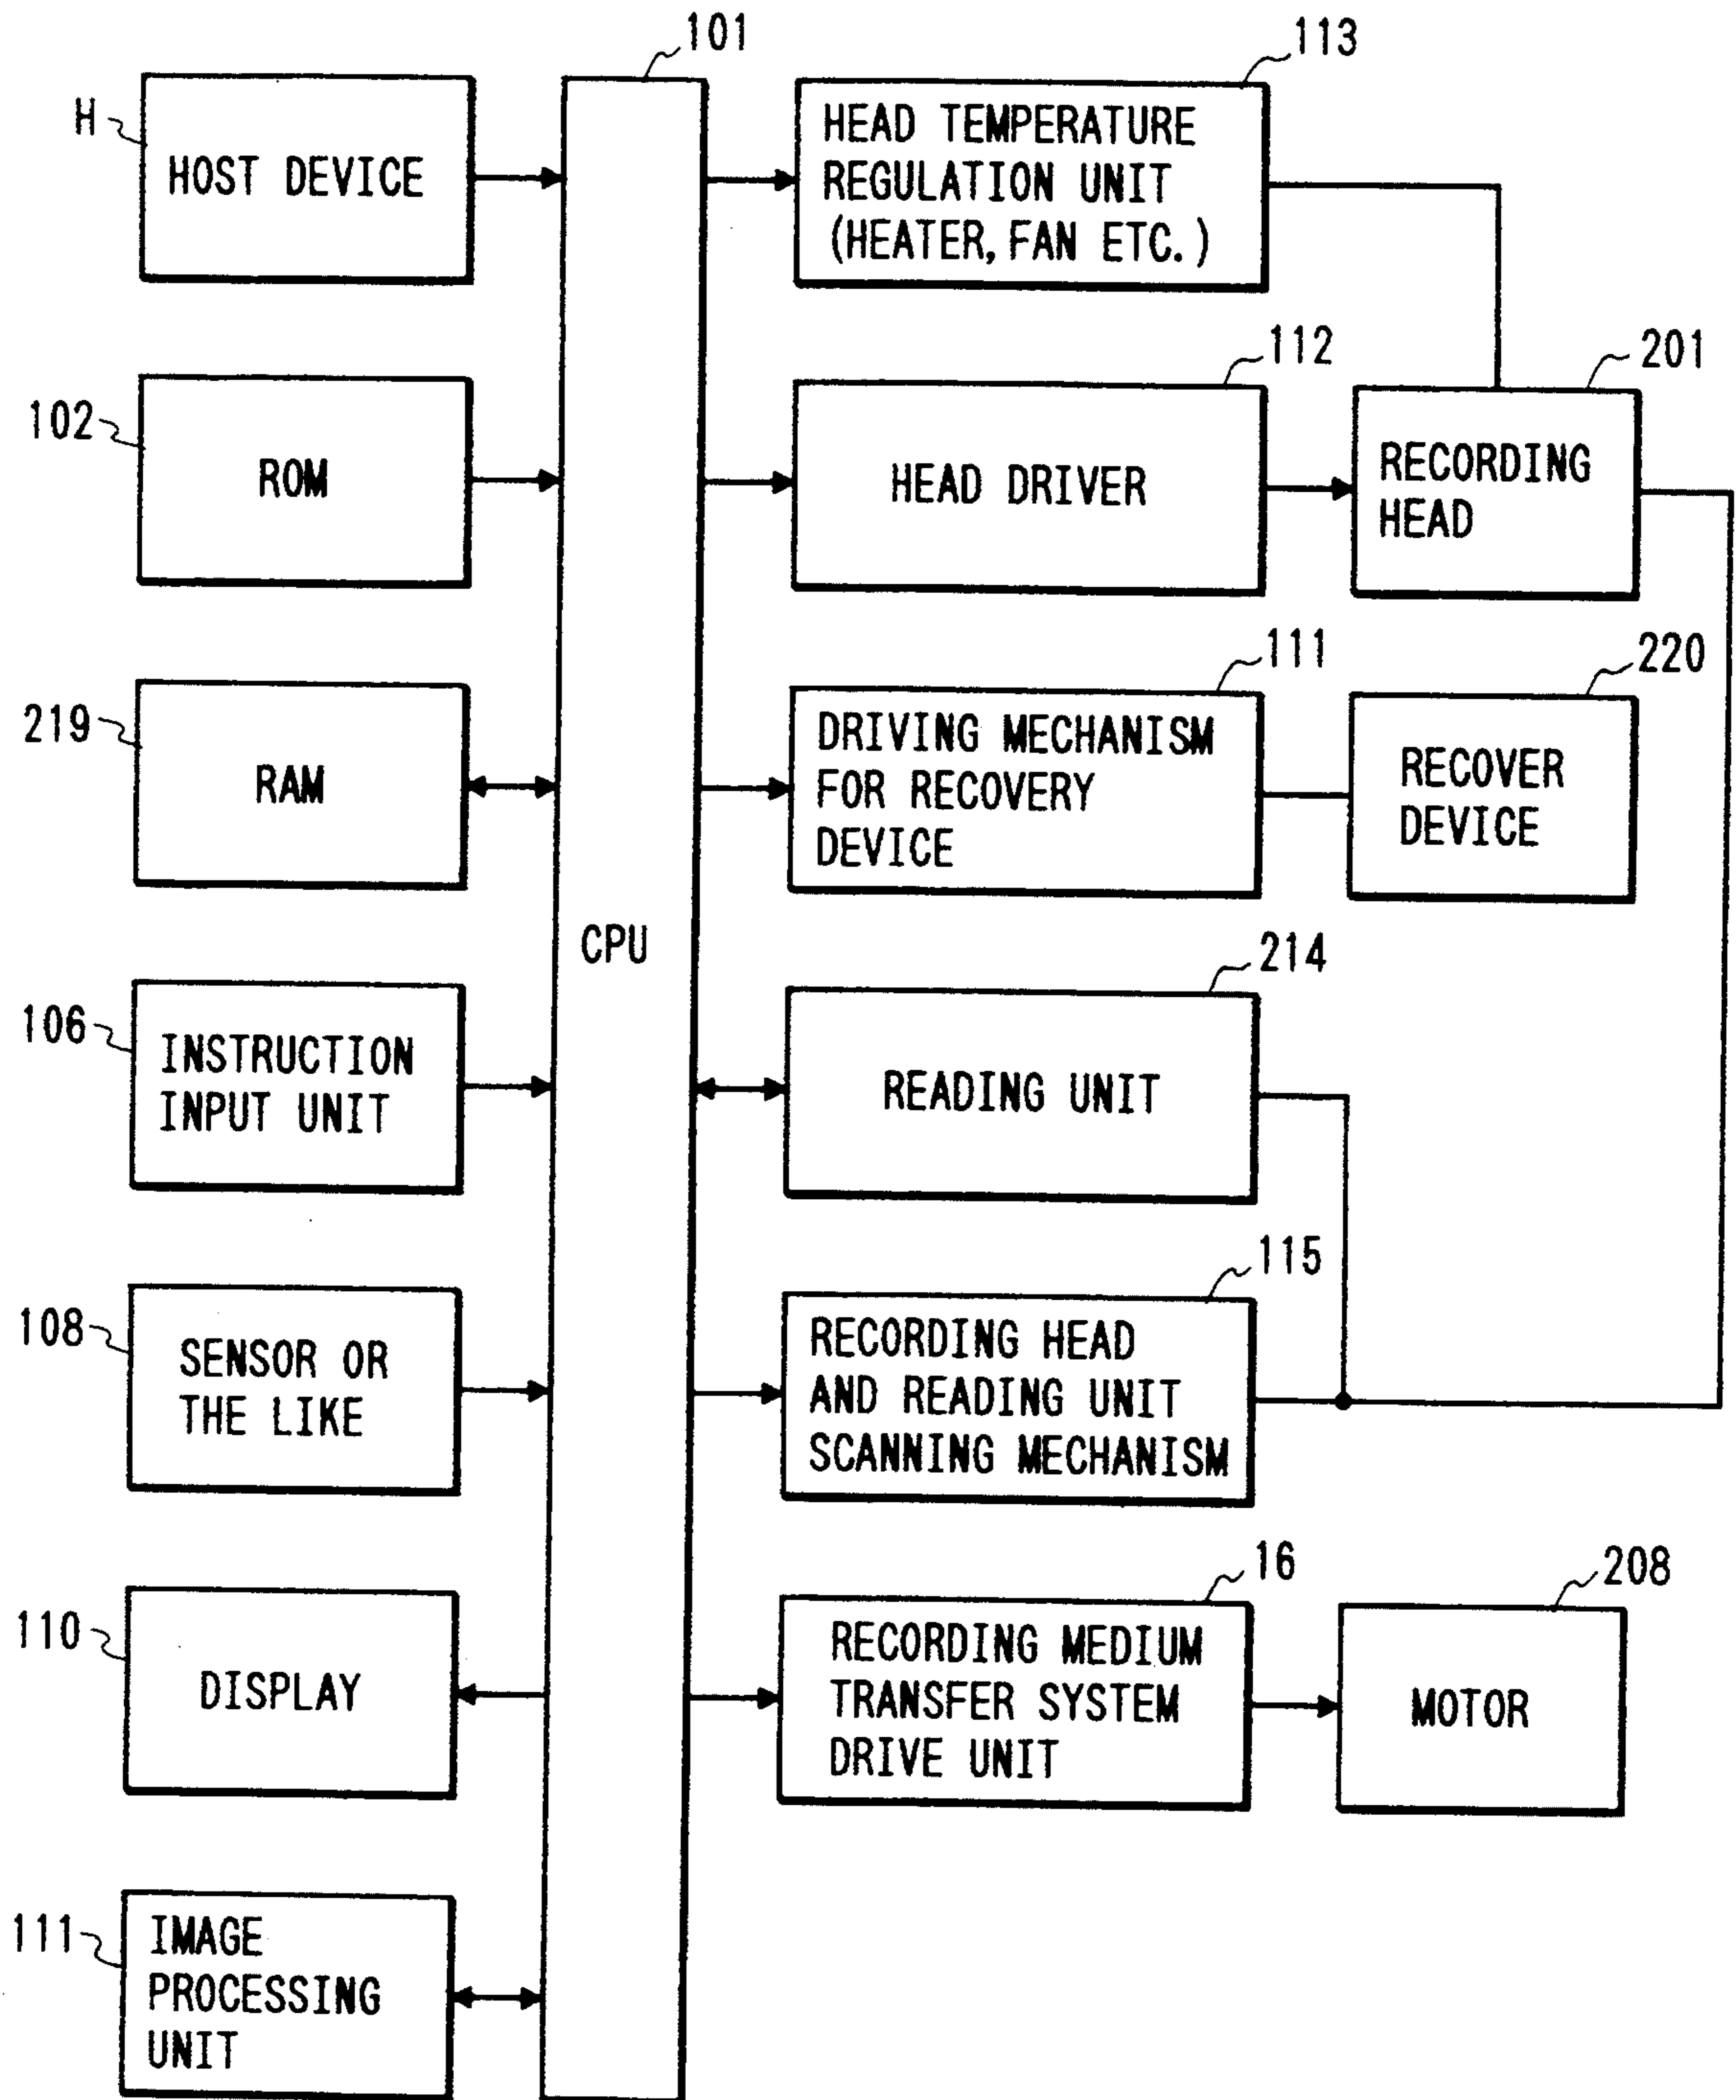 101
113
H
HOST DEVICE
HEAD TEMPERATURE
REGULATION UNIT
(HEATER, FAN ETC.)
102
ROM
112
HEAD DRIVER
201
RECORDING
HEAD
219
RAM
111
DRIVING MECHANISM
FOR RECOVERY
DEVICE
220
RECOVER
DEVICE
CPU
106
INSTRUCTION
INPUT UNIT
214
READING UNIT
108
SENSOR OR
THE LIKE
115
RECORDING HEAD
AND READING UNIT
SCANNING MECHANISM
110
DISPLAY
16
RECORDING MEDIUM
TRANSFER SYSTEM
DRIVE UNIT
208
MOTOR
111
IMAGE
PROCESSING
UNIT